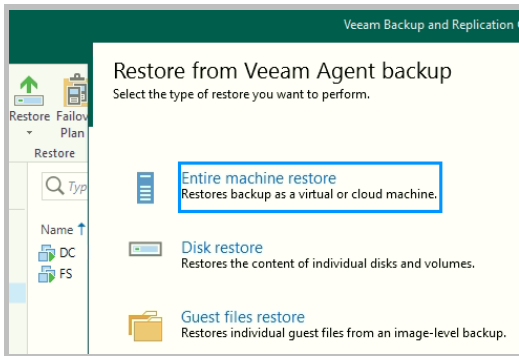 Veeam Backup and Replication
Restore from Veeam Agent backup
Select the type of restore you want to perform.
Restore
Plan
Restore
Name
DC
FS
Entire machine restore
Restores backup as a virtual or cloud machine.
Disk restore
Restores the content of individual disks and volumes.
Guest files restore
Restores individual guest files from an image-level backup.